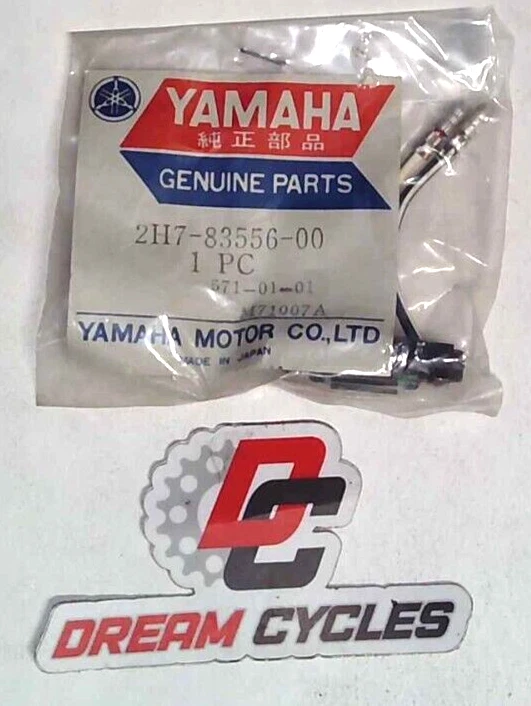 YAMAHA
純正部品
GENUINE PARTS
2H7-83556-00
1 PC
571-01-01
M71007A
YAMAHA MOTOR CO.,LTD
MADE IN JAPAN
DC
DREAM CYCLES